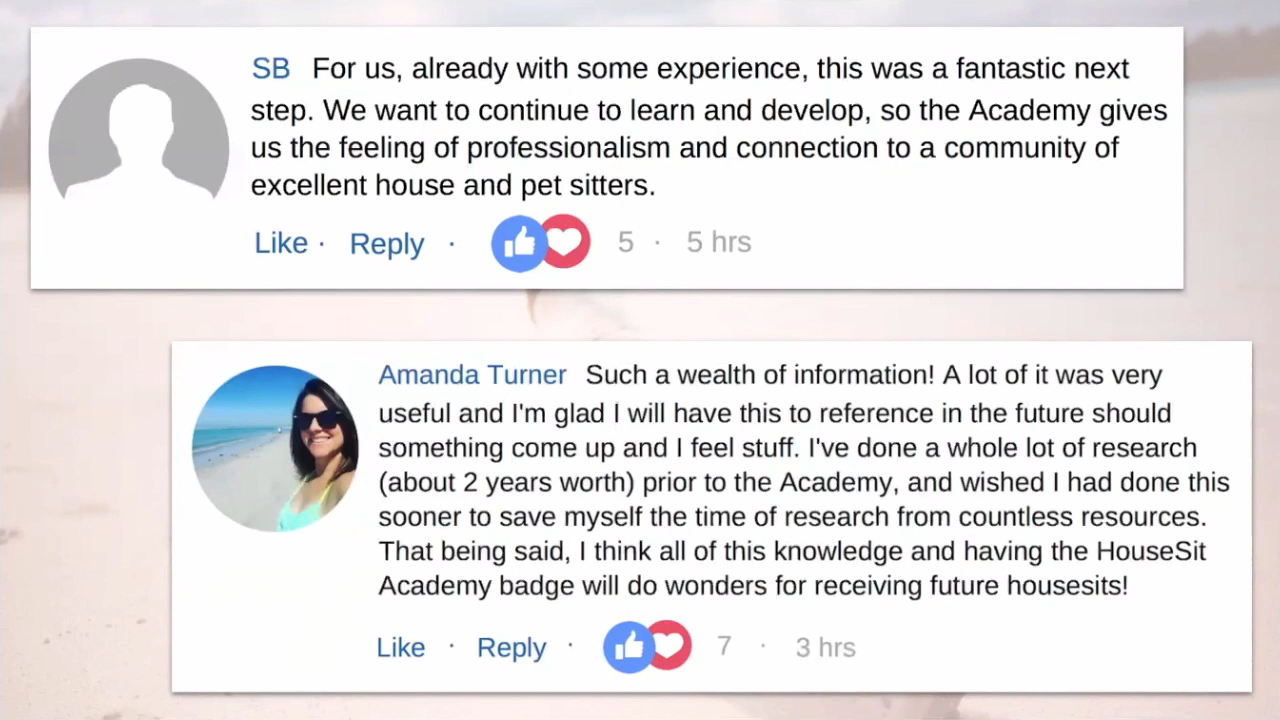 SB For us, already with some experience, this was a fantastic next
step. We want to continue to learn and develop, so the Academy gives
us the feeling of professionalism and connection to a community of
excellent house and pet sitters.
Like · Reply · 5 · 5 hrs
Amanda Turner Such a wealth of information! A lot of it was very
useful and I'm glad I will have this to reference in the future should
something come up and I feel stuff. I've done a whole lot of research
(about 2 years worth) prior to the Academy, and wished I had done this
sooner to save myself the time of research from countless resources.
That being said, I think all of this knowledge and having the HouseSit
Academy badge will do wonders for receiving future housesits!
Like · Reply · 7 · 3 hrs